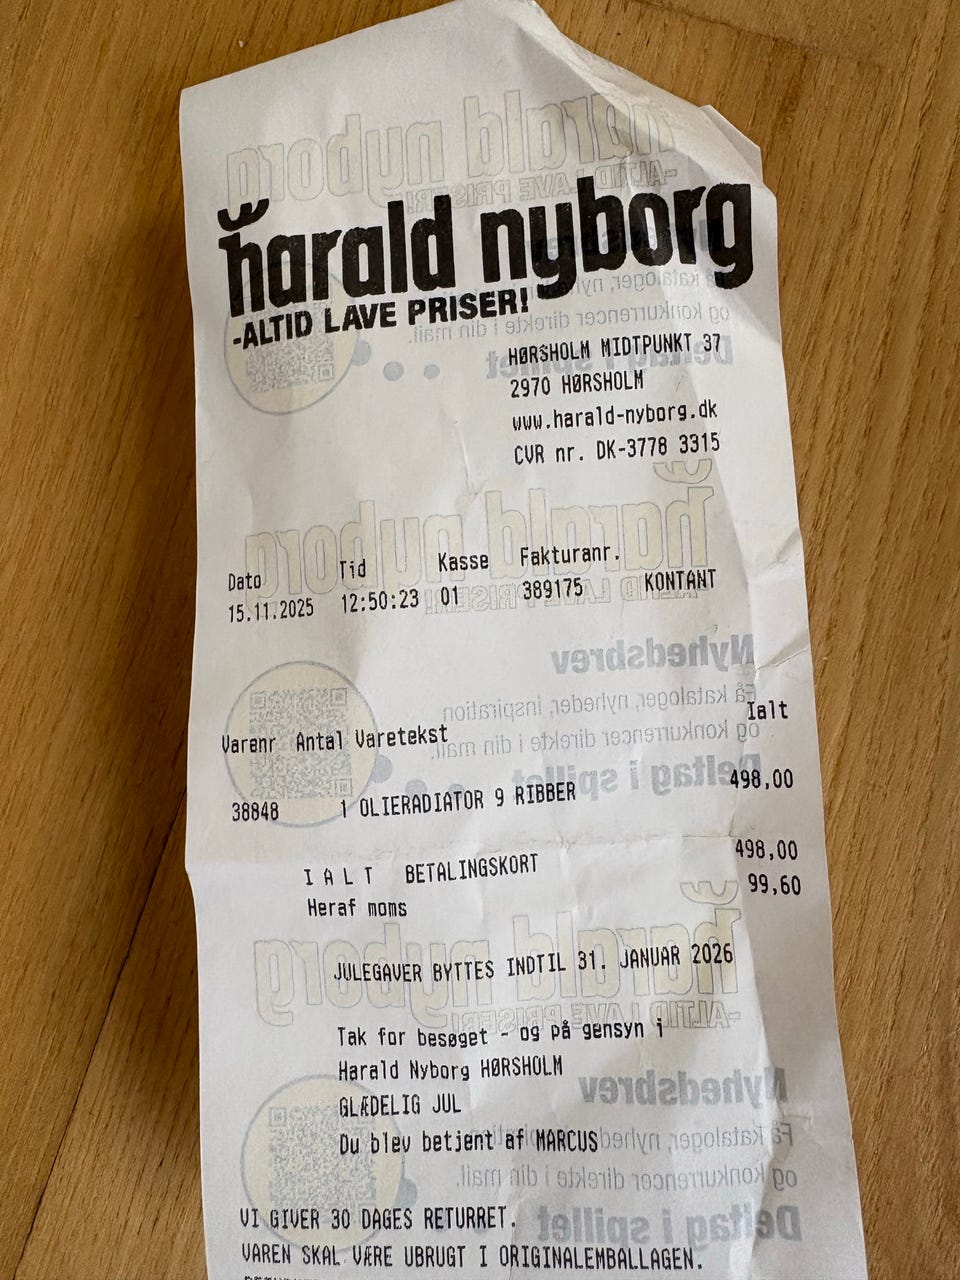 harald nyborg
-ALTID LAVE PRISER!
HØRSHOLM MIDTPUNKT 37
2970 HØRSHOLM
www.harald-nyborg.dk
CVR nr. DK-3778 3315
Dato Tid Kasse Fakturanr.
15.11.2025 12:50:23 01 389175 KONTANT
Varenr Antal Varetekst Ialt
38848 1 OLIERADIATOR 9 RIBBER 498,00
I A L T BETALINGSKORT 498,00
Heraf moms 99,60
JULEGAVER BYTTES INDTIL 31. JANUAR 2026
Tak for besøget - og på gensyn i
Harald Nyborg HØRSHOLM
GLÆDELIG JUL
Du blev betjent af MARCUS
VI GIVER 30 DAGES RETURRET.
VAREN SKAL VÆRE UBRUGT I ORIGINALEMBALLAGEN.